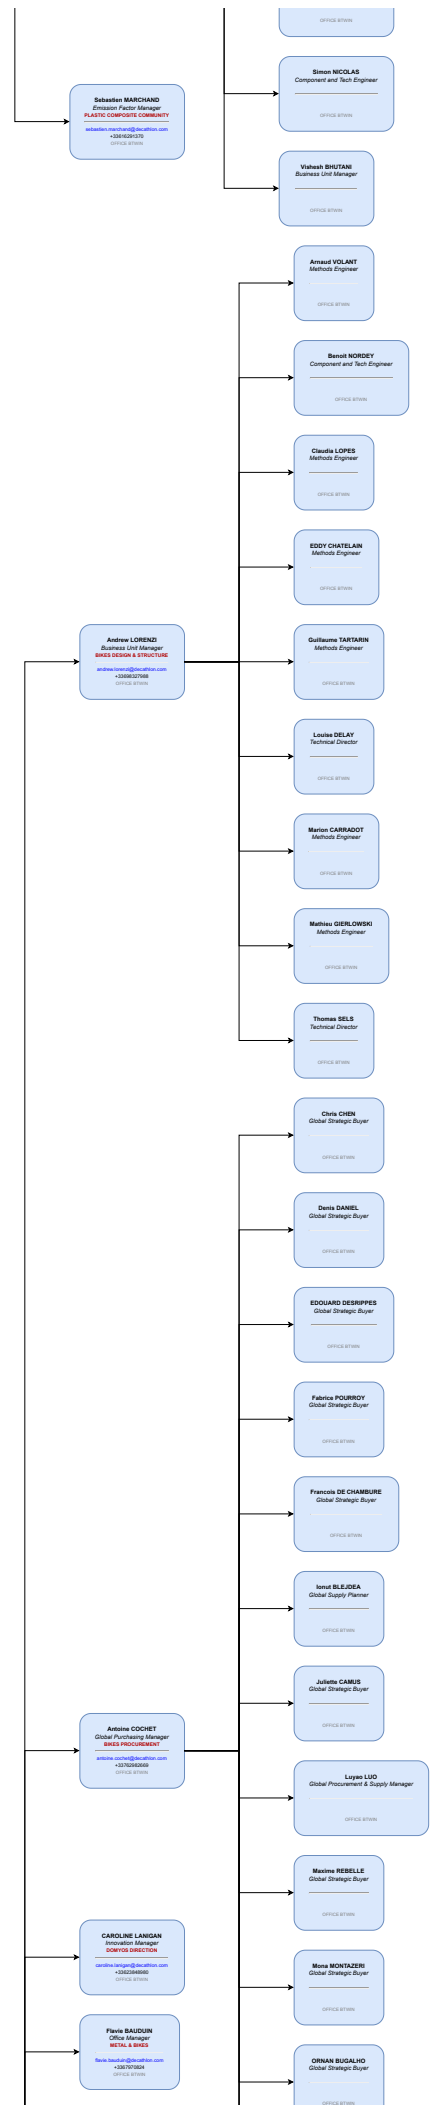 OFFICE BTWIN
Simon NICOLAS
Component and Tech Engineer
OFFICE BTWIN
Sebastien MARCHAND
Emission Factor Manager
PLASTIC COMPOSITE COMMUNITY
sebastien.marchand@decathlon.com
+33616291370
OFFICE BTWIN
Vishesh BHUTANI
Business Unit Manager
OFFICE BTWIN
Arnaud VOLANT
Methods Engineer
OFFICE BTWIN
Benoit NORDEY
Component and Tech Engineer
OFFICE BTWIN
Claudia LOPES
Methods Engineer
OFFICE BTWIN
EDDY CHATELAIN
Methods Engineer
OFFICE BTWIN
Andrew LORENZI
Business Unit Manager
BIKES DESIGN & STRUCTURE
andrew.lorenzi@decathlon.com
+33698327988
OFFICE BTWIN
Guillaume TARTARIN
Methods Engineer
OFFICE BTWIN
Louise DELAY
Technical Director
OFFICE BTWIN
Marion CARRADOT
Methods Engineer
OFFICE BTWIN
Mathieu GIERLOWSKI
Methods Engineer
OFFICE BTWIN
Thomas SELS
Technical Director
OFFICE BTWIN
Chris CHEN
Global Strategic Buyer
OFFICE BTWIN
Denis DANIEL
Global Strategic Buyer
OFFICE BTWIN
EDOUARD DESRIPPES
Global Strategic Buyer
OFFICE BTWIN
Fabrice POURROY
Global Strategic Buyer
OFFICE BTWIN
Francois DE CHAMBURE
Global Strategic Buyer
OFFICE BTWIN
Ionut BLEJDEA
Global Supply Planner
OFFICE BTWIN
Juliette CAMUS
Global Strategic Buyer
OFFICE BTWIN
Antoine COCHET
Global Purchasing Manager
BIKES PROCUREMENT
antoine.cochet@decathlon.com
+33762982669
OFFICE BTWIN
Luyao LUO
Global Procurement & Supply Manager
OFFICE BTWIN
Maxime REBELLE
Global Strategic Buyer
OFFICE BTWIN
CAROLINE LANIGAN
Innovation Manager
DOMYOS DIRECTION
caroline.lanigan@decathlon.com
+33623848980
OFFICE BTWIN
Mona MONTAZERI
Global Strategic Buyer
OFFICE BTWIN
Flavie BAUDUIN
Office Manager
METAL & BIKES
flavie.bauduin@decathlon.com
+3367970824
OFFICE BTWIN
ORNAN BUGALHO
Global Strategic Buyer
OFFICE BTWIN